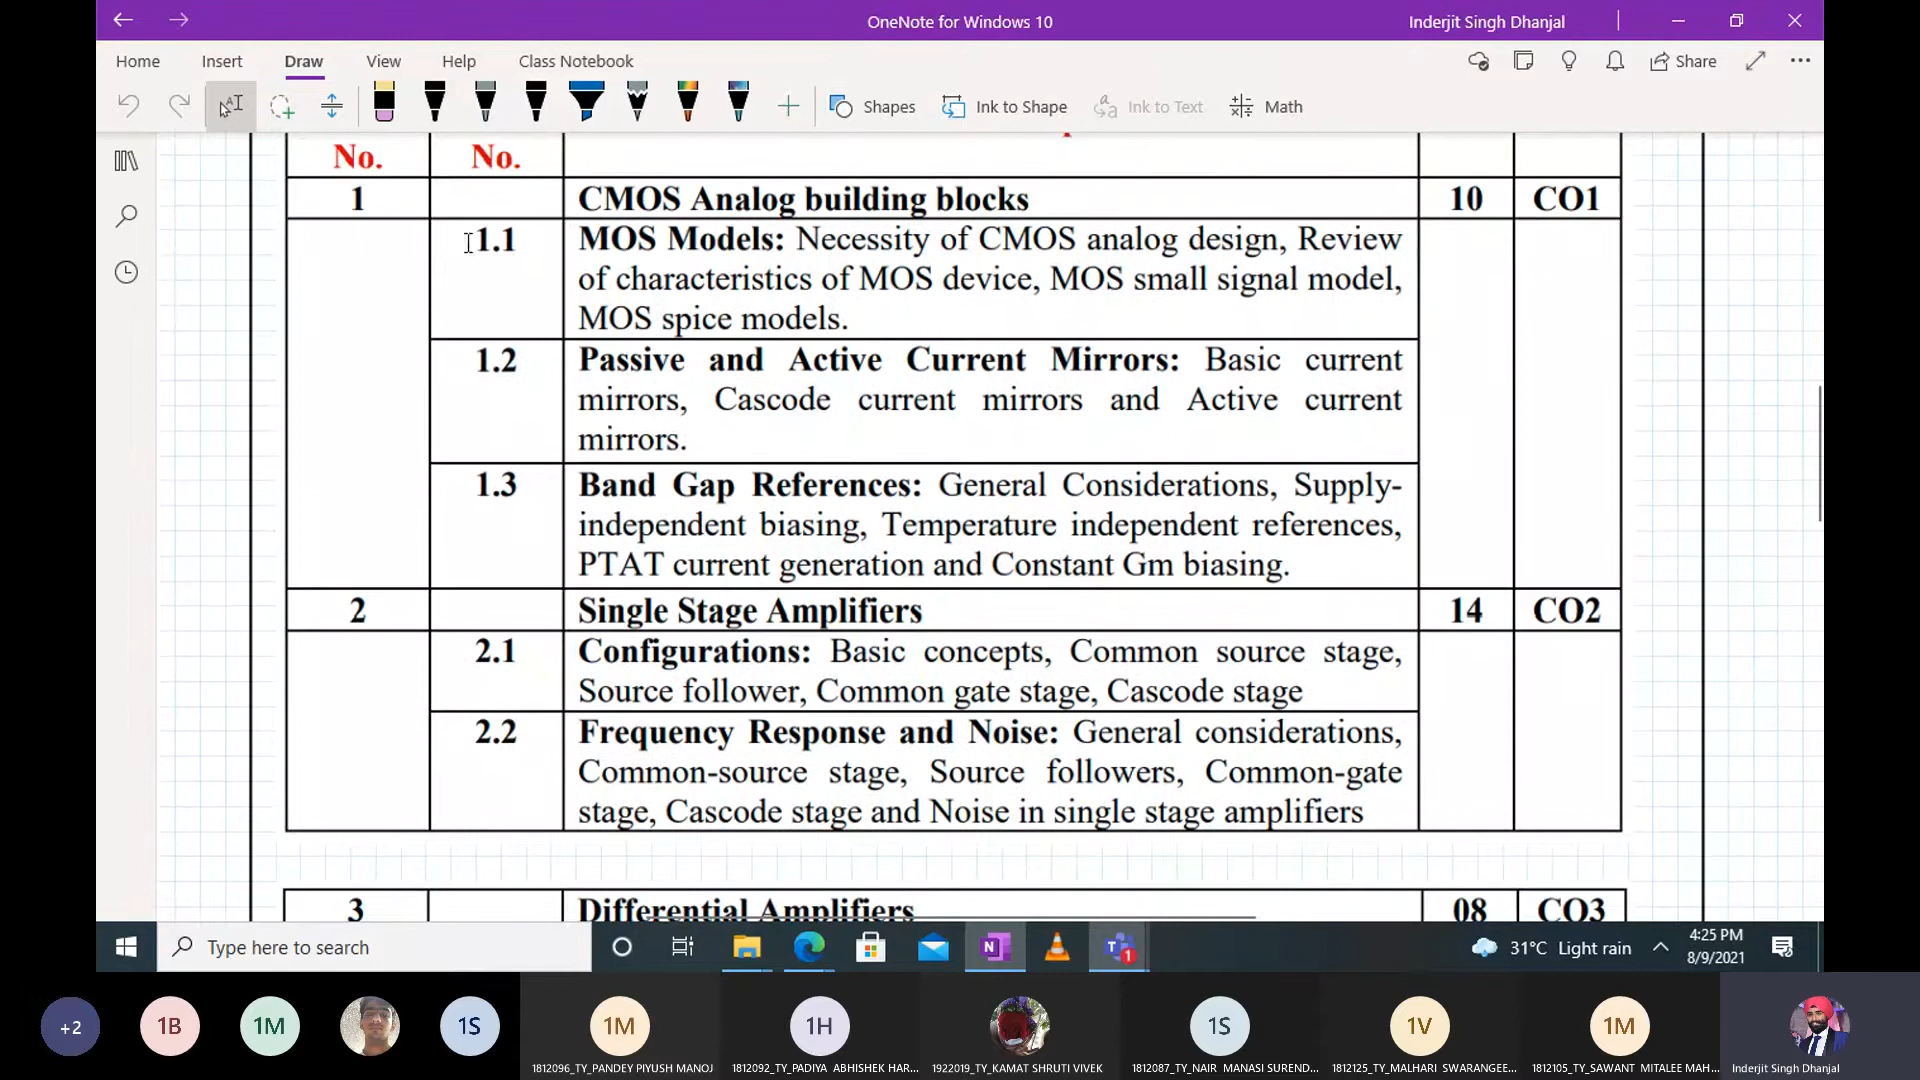 OneNote for Windows 10
Inderjit Singh Dhanjal
Home Insert Draw View Help Class Notebook
Share
Shapes
Ink to Shape
Ink to Text
Math
No. No.
1 CMOS Analog building blocks 10 CO1
1.1 MOS Models: Necessity of CMOS analog design, Review
of characteristics of MOS device, MOS small signal model,
MOS spice models.
1.2 Passive and Active Current Mirrors: Basic current
mirrors, Cascode current mirrors and Active current
mirrors.
1.3 Band Gap References: General Considerations, Supply-
independent biasing, Temperature independent references,
PTAT current generation and Constant Gm biasing.
2 Single Stage Amplifiers 14 CO2
2.1 Configurations: Basic concepts, Common source stage,
Source follower, Common gate stage, Cascode stage
2.2 Frequency Response and Noise: General considerations,
Common-source stage, Source followers, Common-gate
stage, Cascode stage and Noise in single stage amplifiers
3 Differential Amplifiers 08 CO3
Type here to search
31°C Light rain
4:25 PM
8/9/2021
+2 1B 1M 1S 1M 1H 1S 1V 1M
1812096_TY_PANDEY PIYUSH MANOJ
1812092_TY_PADIYA ABHISHEK HAR...
1922019_TY_KAMAT SHRUTI VIVEK
1812087_TY_NAIR MANASI SUREND...
1812125_TY_MALHARI SWARANGEE...
1812105_TY_SAWANT MITALEE MAH...
Inderjit Singh Dhanjal